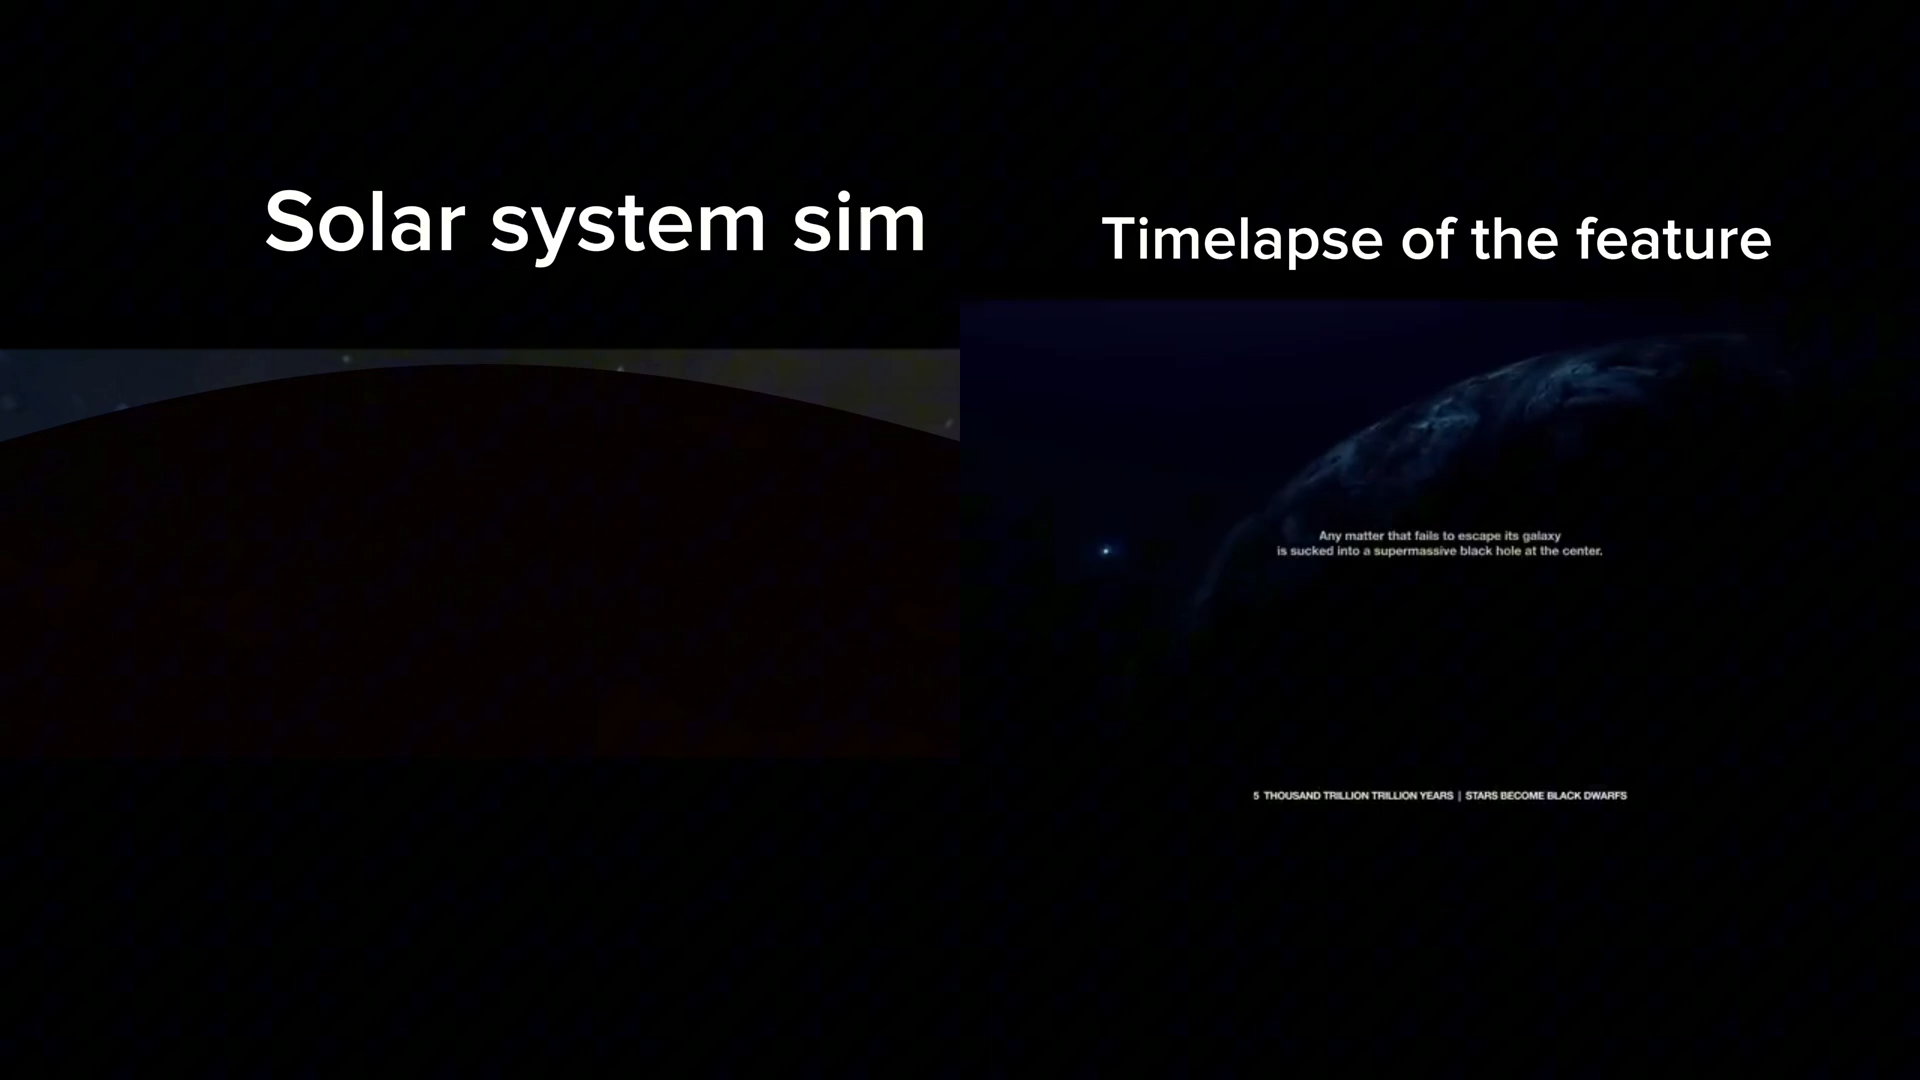 Solar system sim
Timelapse of the feature
Any matter that fails to escape its galaxy
is sucked into a supermassive black hole at the center.
5 THOUSAND TRILLION TRILLION YEARS | STARS BECOME BLACK DWARFS